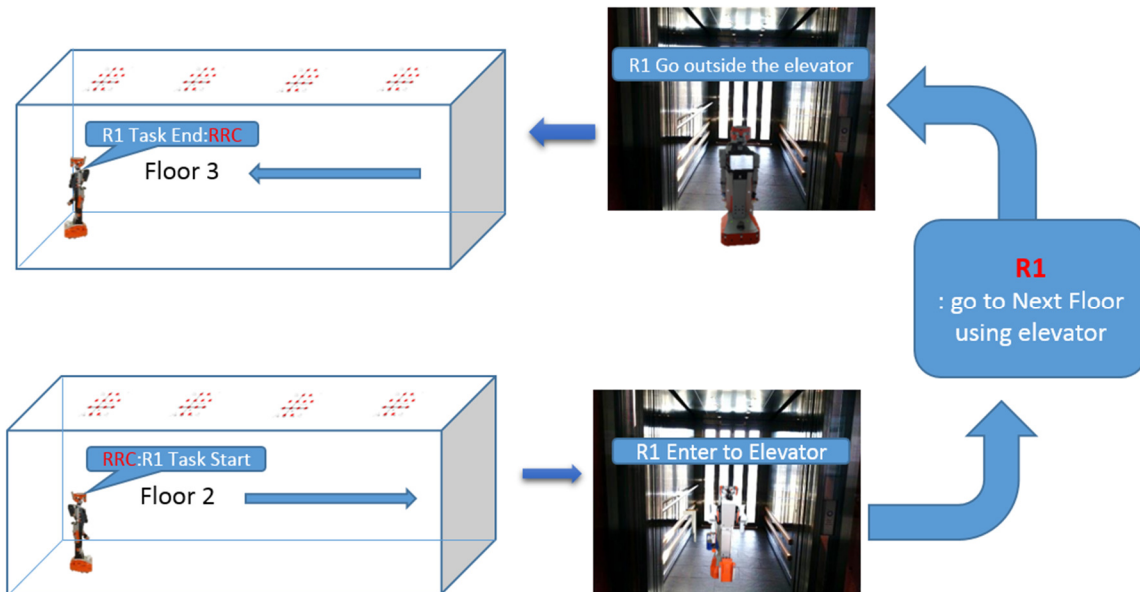 R1 Go outside the elevator
R1 Task End:RRC
Floor 3
R1
: go to Next Floor
using elevator
RRC:R1 Task Start
Floor 2
R1 Enter to Elevator